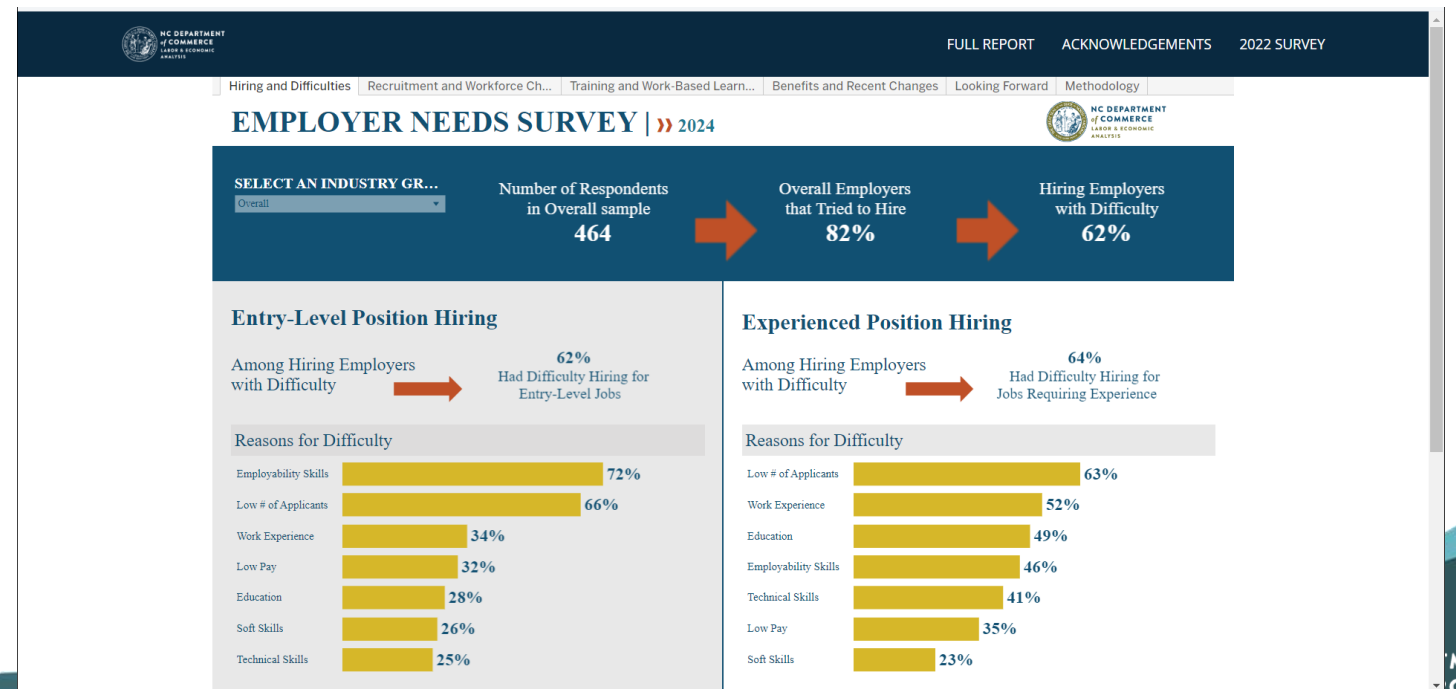 NC DEPARTMENT
of COMMERCE
LABOR & ECONOMIC
ANALYSIS
FULL REPORT ACKNOWLEDGEMENTS 2022 SURVEY
Hiring and Difficulties Recruitment and Workforce Ch... Training and Work-Based Learn... Benefits and Recent Changes Looking Forward Methodology
EMPLOYER NEEDS SURVEY | 2024
NC DEPARTMENT
of COMMERCE
LABOR & ECONOMIC
ANALYSIS
SELECT AN INDUSTRY GR...
Overall
Number of Respondents
in Overall sample
464
Overall Employers
that Tried to Hire
82%
Hiring Employers
with Difficulty
62%
Entry-Level Position Hiring
Among Hiring Employers
with Difficulty
62%
Had Difficulty Hiring for
Entry-Level Jobs
Reasons for Difficulty
Employability Skills 72%
Low # of Applicants 66%
Work Experience 34%
Low Pay 32%
Education 28%
Soft Skills 26%
Technical Skills 25%
Experienced Position Hiring
Among Hiring Employers
with Difficulty
64%
Had Difficulty Hiring for
Jobs Requiring Experience
Reasons for Difficulty
Low # of Applicants 63%
Work Experience 52%
Education 49%
Employability Skills 46%
Technical Skills 41%
Low Pay 35%
Soft Skills 23%